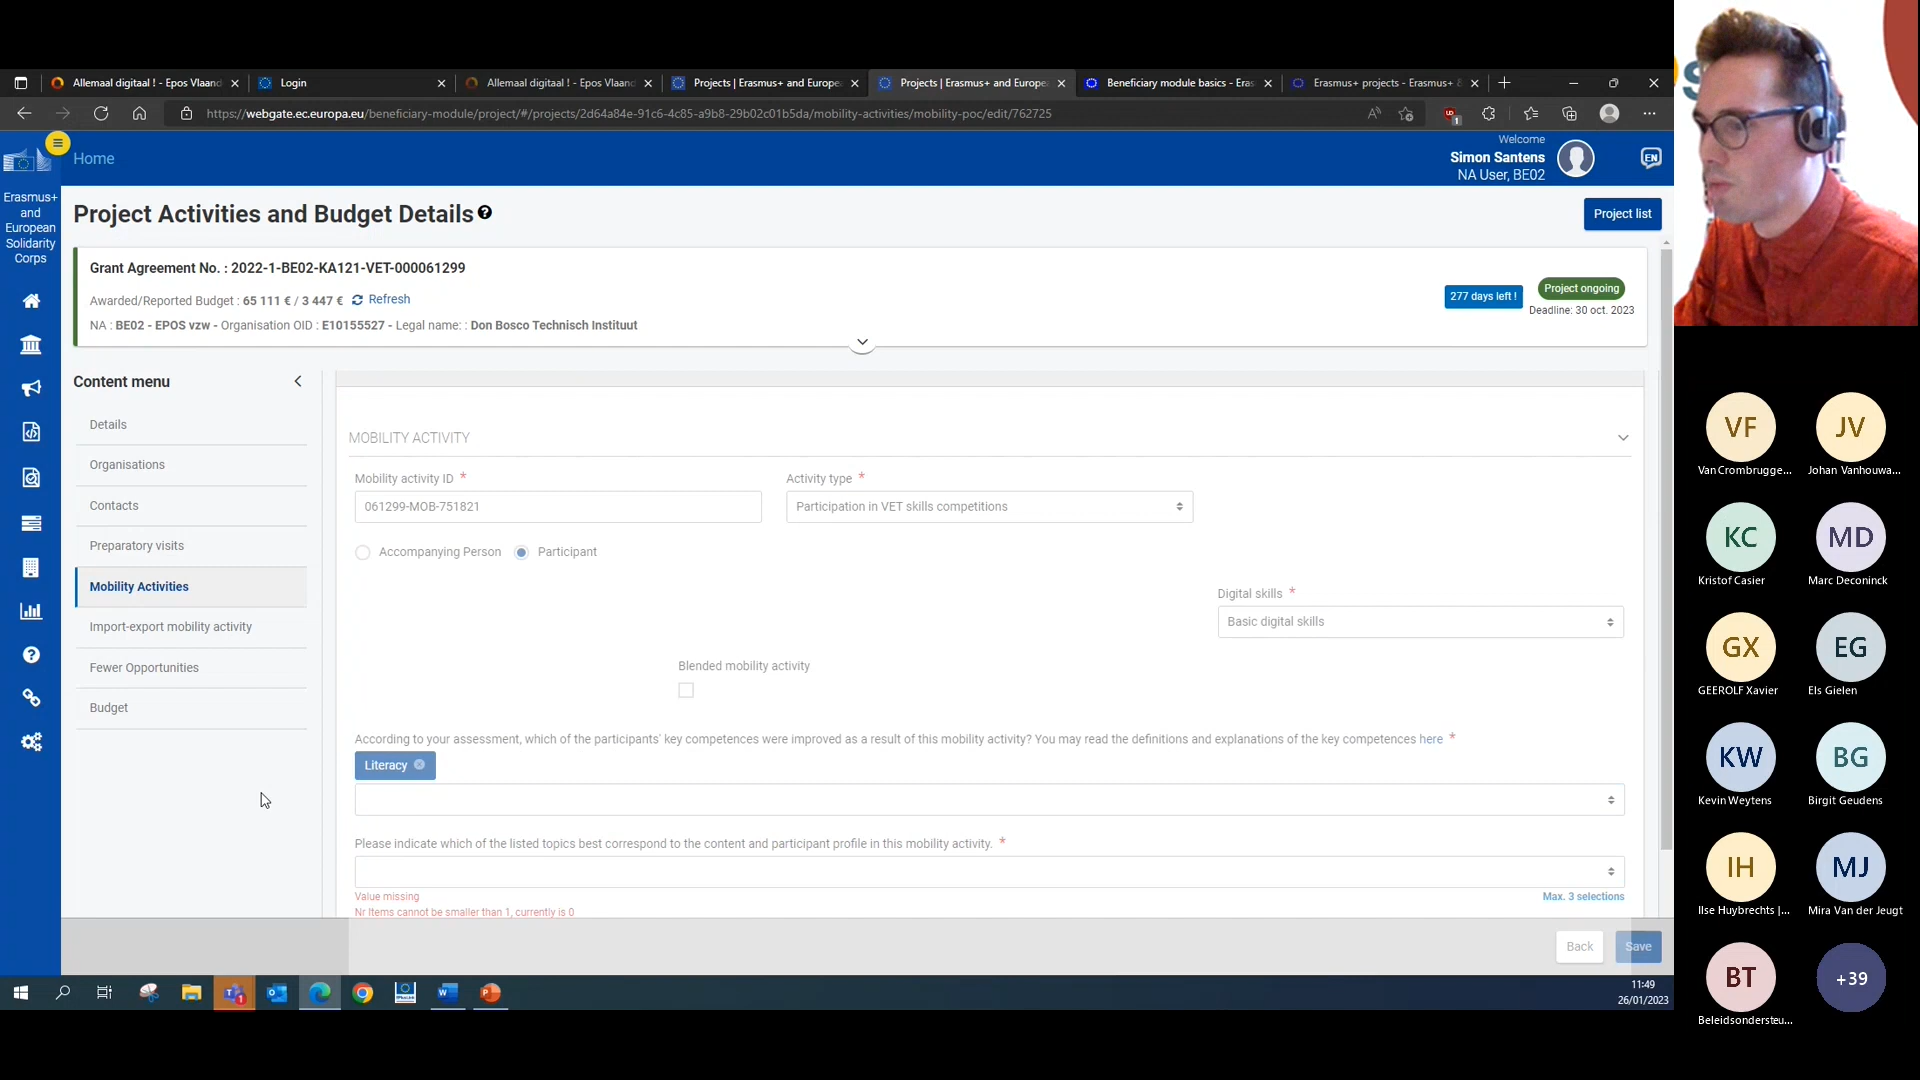 Allemaal digitaal ! - Epos Vlaand
Login
Allemaal digitaal ! - Epos Vlaand
Projects | Erasmus+ and Europe
Projects | Erasmus+ and Europe
Beneficiary module basics - Eras
Erasmus+ projects - Erasmus+ &
https://webgate.ec.europa.eu/beneficiary-module/project/#/projects/2d64a84e-91c6-4c85-a9b8-29b02c01b5da/mobility-activities/mobility-poc/edit/762725
Home
Welcome
Simon Santens
NA User, BE02
EN
Erasmus+
and
European
Solidarity
Corps
Project Activities and Budget Details
Project list
Grant Agreement No. : 2022-1-BE02-KA121-VET-000061299
Awarded/Reported Budget : 65 111 € / 3 447 € Refresh
NA : BE02 - EPOS vzw - Organisation OID : E10155527 - Legal name: : Don Bosco Technisch Instituut
277 days left !
Project ongoing
Deadline: 30 oct. 2023
Content menu
Details
Organisations
Contacts
Preparatory visits
Mobility Activities
Import-export mobility activity
Fewer Opportunities
Budget
MOBILITY ACTIVITY
Mobility activity ID *
Activity type *
061299-MOB-751821
Participation in VET skills competitions
Accompanying Person
Participant
Digital skills *
Basic digital skills
Blended mobility activity
According to your assessment, which of the participants' key competences were improved as a result of this mobility activity? You may read the definitions and explanations of the key competences here *
Literacy
Please indicate which of the listed topics best correspond to the content and participant profile in this mobility activity. *
Value missing
Max. 3 selections
Nr Items cannot be smaller than 1, currently is 0
Back
Save
11:49
26/01/2023
VF
Van Crombrugge...
JV
Johan Vanhouwa...
KC
Kristof Casier
MD
Marc Deconinck
GX
GEEROLF Xavier
EG
Els Gielen
KW
Kevin Weytens
BG
Birgit Geudens
IH
Ilse Huybrechts |...
MJ
Mira Van der Jeugt
BT
Beleidsondersteu...
+39